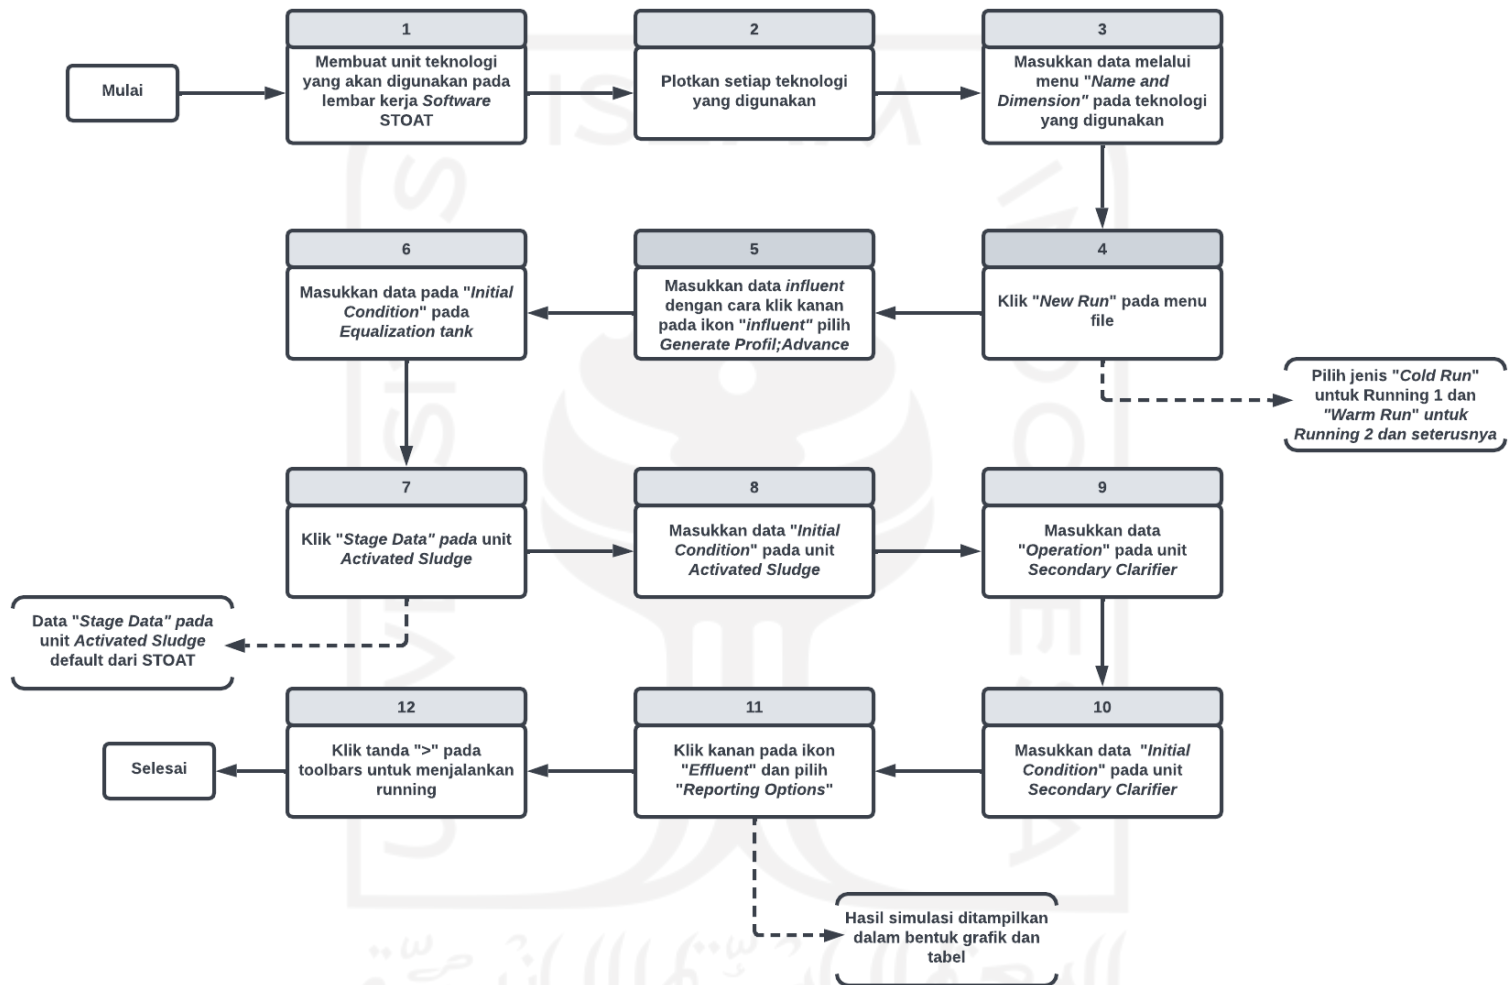 Mulai
1
Membuat unit teknologi
yang akan digunakan pada
lembar kerja Software
STOAT
2
Plotkan setiap teknologi
yang digunakan
3
Masukkan data melalui
menu "Name and
Dimension" pada teknologi
yang digunakan
4
Klik "New Run" pada menu
file
Pilih jenis "Cold Run"
untuk Running 1 dan
"Warm Run" untuk
Running 2 dan seterusnya
5
Masukkan data influent
dengan cara klik kanan
pada ikon "influent" pilih
Generate Profil;Advance
6
Masukkan data pada "Initial
Condition" pada
Equalization tank
7
Klik "Stage Data" pada unit
Activated Sludge
Data "Stage Data" pada
unit Activated Sludge
default dari STOAT
8
Masukkan data "Initial
Condition" pada unit
Activated Sludge
9
Masukkan data
"Operation" pada unit
Secondary Clarifier
10
Masukkan data "Initial
Condition" pada unit
Secondary Clarifier
11
Klik kanan pada ikon
"Effluent" dan pilih
"Reporting Options"
Hasil simulasi ditampilkan
dalam bentuk grafik dan
tabel
12
Klik tanda ">" pada
toolbars untuk menjalankan
running
Selesai